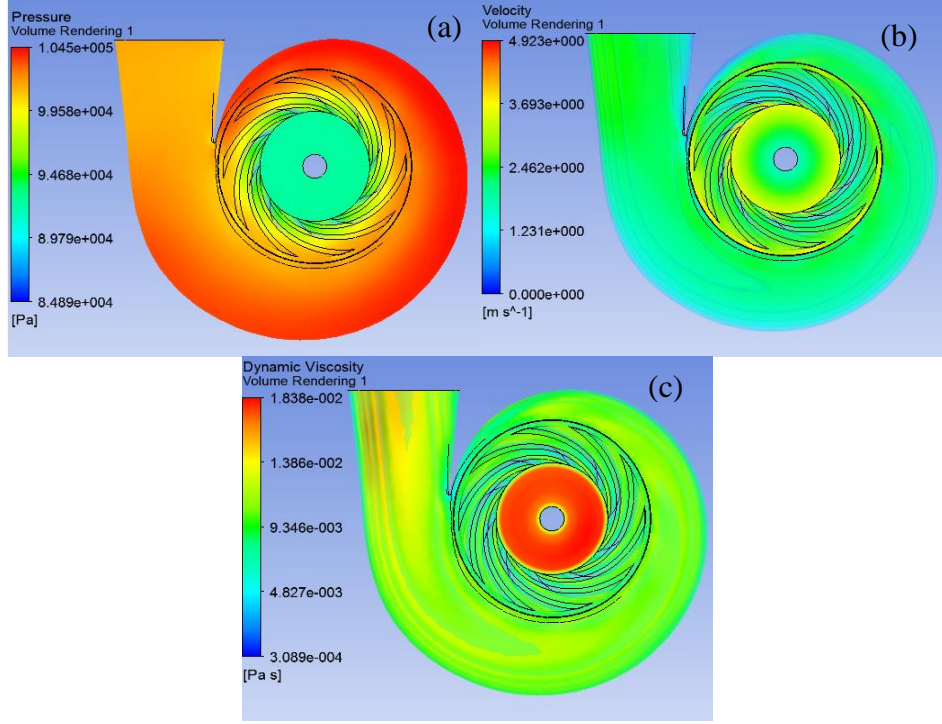 Pressure
Volume Rendering 1
(a)
1.045e+005
9.958e+004
9.468e+004
8.979e+004
8.489e+004
[Pa]
Velocity
Volume Rendering 1
(b)
4.923e+000
3.693e+000
2.462e+000
1.231e+000
0.000e+000
[m s^-1]
Dynamic Viscosity
Volume Rendering 1
(c)
1.838e-002
1.386e-002
9.346e-003
4.827e-003
3.089e-004
[Pa s]